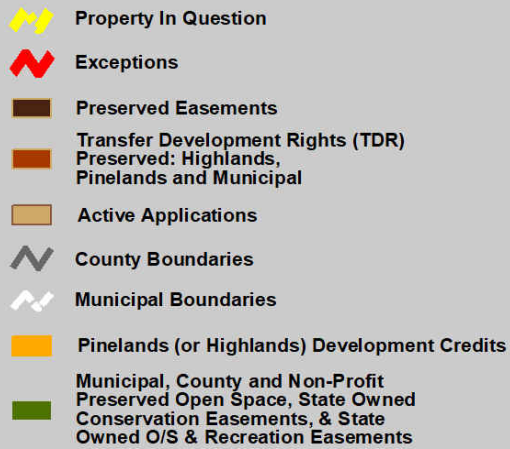 Property In Question
Exceptions
Preserved Easements
Transfer Development Rights (TDR)
Preserved: Highlands,
Pinelands and Municipal
Active Applications
County Boundaries
Municipal Boundaries
Pinelands (or Highlands) Development Credits
Municipal, County and Non-Profit
Preserved Open Space, State Owned
Conservation Easements, & State
Owned O/S & Recreation Easements